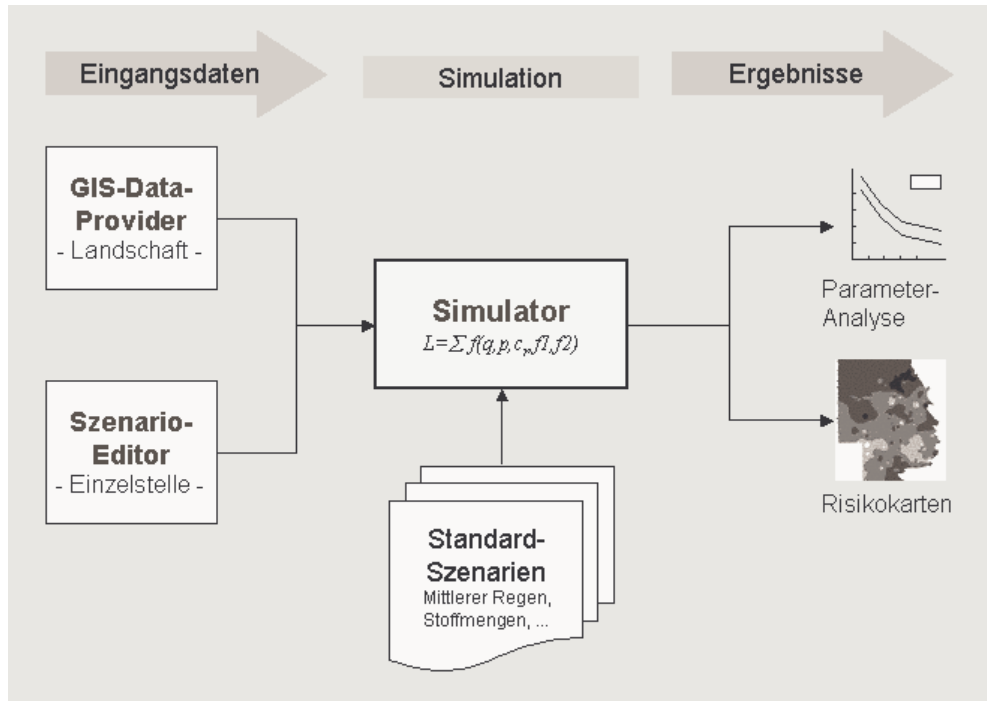 Eingangsdaten
Simulation
Ergebnisse
GIS-Data-
Provider
- Landschaft -
Szenario-
Editor
- Einzelstelle -
Simulator
L=Σ f(q,p,cᵣ,f1,f2)
Standard-
Szenarien
Mittlerer Regen,
Stoffmengen, ...
Parameter-
Analyse
Risikokarten